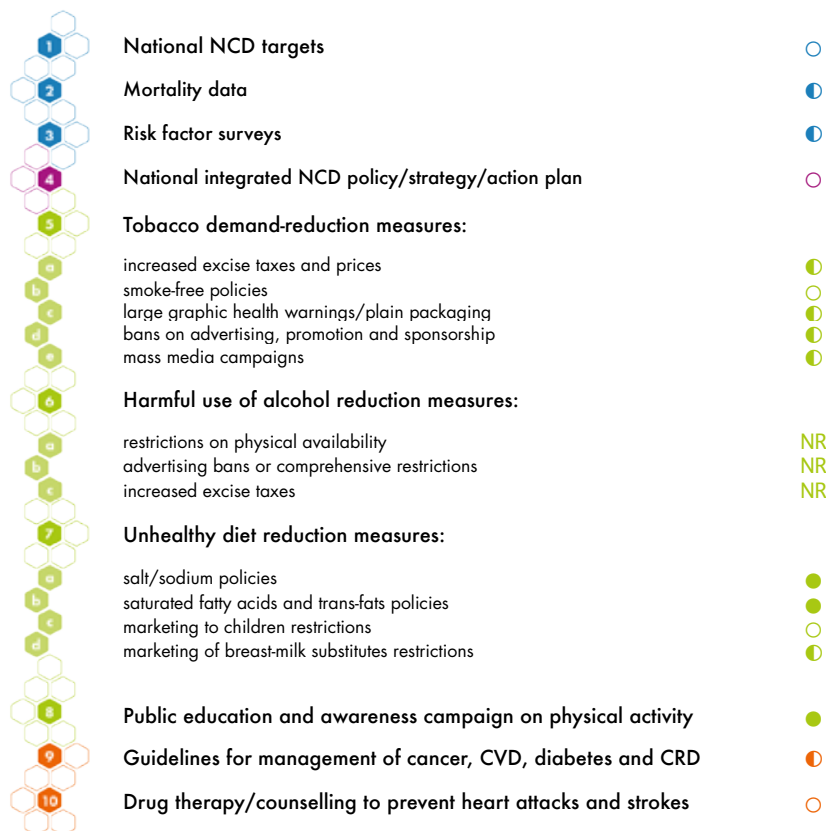 1 National NCD targets ○
2 Mortality data ◐
3 Risk factor surveys ◐
4 National integrated NCD policy/strategy/action plan ○
5 Tobacco demand-reduction measures:
a increased excise taxes and prices ◐
b smoke-free policies ○
c large graphic health warnings/plain packaging ◐
d bans on advertising, promotion and sponsorship ◐
e mass media campaigns ◐
6 Harmful use of alcohol reduction measures:
a restrictions on physical availability NR
b advertising bans or comprehensive restrictions NR
c increased excise taxes NR
7 Unhealthy diet reduction measures:
a salt/sodium policies ●
b saturated fatty acids and trans-fats policies ●
c marketing to children restrictions ○
d marketing of breast-milk substitutes restrictions ◐
8 Public education and awareness campaign on physical activity ●
9 Guidelines for management of cancer, CVD, diabetes and CRD ◐
10 Drug therapy/counselling to prevent heart attacks and strokes ○